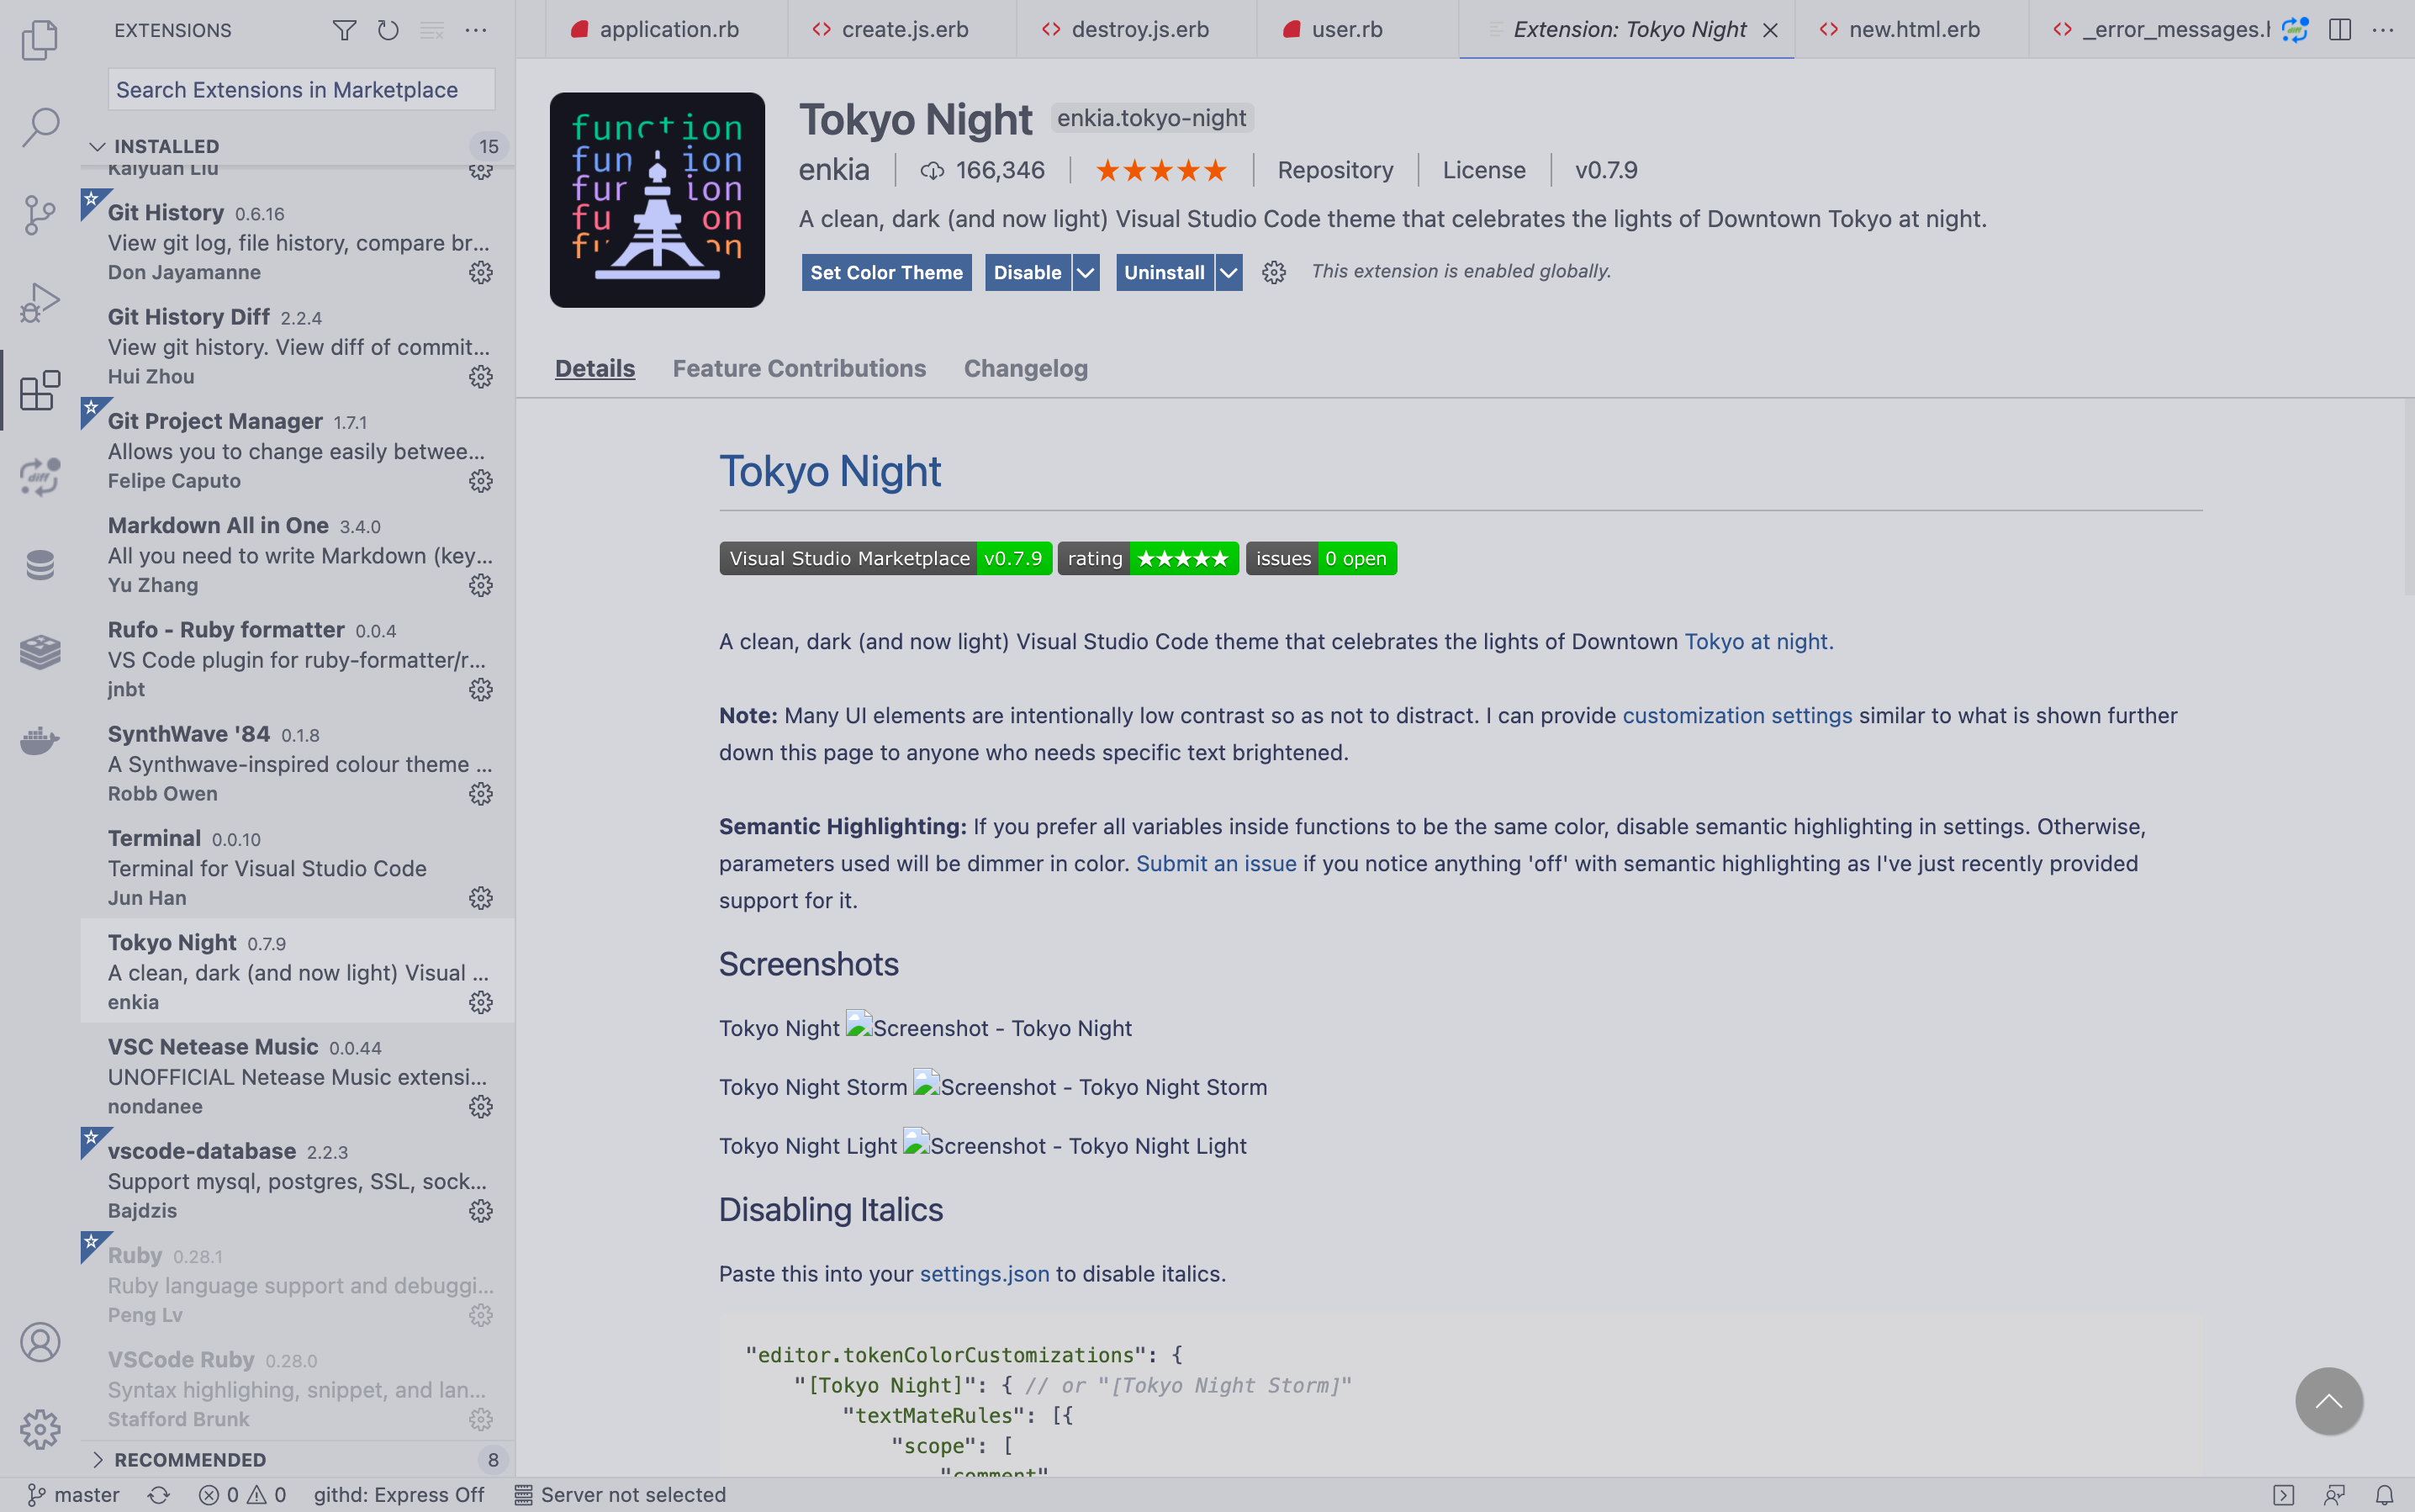 EXTENSIONS
Search Extensions in Marketplace
INSTALLED 15
Kaiyuan Liu
Git History 0.6.16
View git log, file history, compare br...
Don Jayamanne
Git History Diff 2.2.4
View git history. View diff of commit...
Hui Zhou
Git Project Manager 1.7.1
Allows you to change easily betwee...
Felipe Caputo
Markdown All in One 3.4.0
All you need to write Markdown (key...
Yu Zhang
Rufo - Ruby formatter 0.0.4
VS Code plugin for ruby-formatter/r...
jnbt
SynthWave '84 0.1.8
A Synthwave-inspired colour theme ...
Robb Owen
Terminal 0.0.10
Terminal for Visual Studio Code
Jun Han
Tokyo Night 0.7.9
A clean, dark (and now light) Visual ...
enkia
VSC Netease Music 0.0.44
UNOFFICIAL Netease Music extensi...
nondanee
vscode-database 2.2.3
Support mysql, postgres, SSL, sock...
Bajdzis
Ruby 0.28.1
Ruby language support and debuggi...
Peng Lv
VSCode Ruby 0.28.0
Syntax highlighing, snippet, and lan...
Stafford Brunk
RECOMMENDED 8
application.rb
create.js.erb
destroy.js.erb
user.rb
Extension: Tokyo Night
new.html.erb
_error_messages.h
diff
function
fun ion
fur ion
fu on
Tokyo Night enkia.tokyo-night
enkia 166,346 ★★★★★ Repository License v0.7.9
A clean, dark (and now light) Visual Studio Code theme that celebrates the lights of Downtown Tokyo at night.
Set Color Theme Disable Uninstall This extension is enabled globally.
Details Feature Contributions Changelog
Tokyo Night
Visual Studio Marketplace v0.7.9 rating ★★★★★ issues 0 open
A clean, dark (and now light) Visual Studio Code theme that celebrates the lights of Downtown Tokyo at night.
Note: Many UI elements are intentionally low contrast so as not to distract. I can provide customization settings similar to what is shown further
down this page to anyone who needs specific text brightened.
Semantic Highlighting: If you prefer all variables inside functions to be the same color, disable semantic highlighting in settings. Otherwise,
parameters used will be dimmer in color. Submit an issue if you notice anything 'off' with semantic highlighting as I've just recently provided
support for it.
Screenshots
Tokyo Night Screenshot - Tokyo Night
Tokyo Night Storm Screenshot - Tokyo Night Storm
Tokyo Night Light Screenshot - Tokyo Night Light
Disabling Italics
Paste this into your settings.json to disable italics.
"editor.tokenColorCustomizations": {
"[Tokyo Night]": { // or "[Tokyo Night Storm]"
"textMateRules": [{
"scope": [
"comment"
master 0 0 githd: Express Off Server not selected